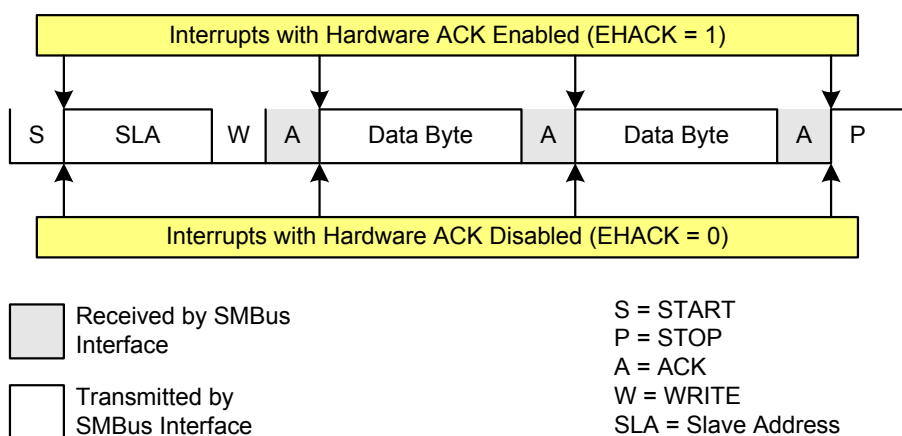 Interrupts with Hardware ACK Enabled (EHACK = 1)
S SLA W A Data Byte A Data Byte A P
Interrupts with Hardware ACK Disabled (EHACK = 0)
Received by SMBus
Interface
Transmitted by
SMBus Interface
S = START
P = STOP
A = ACK
W = WRITE
SLA = Slave Address